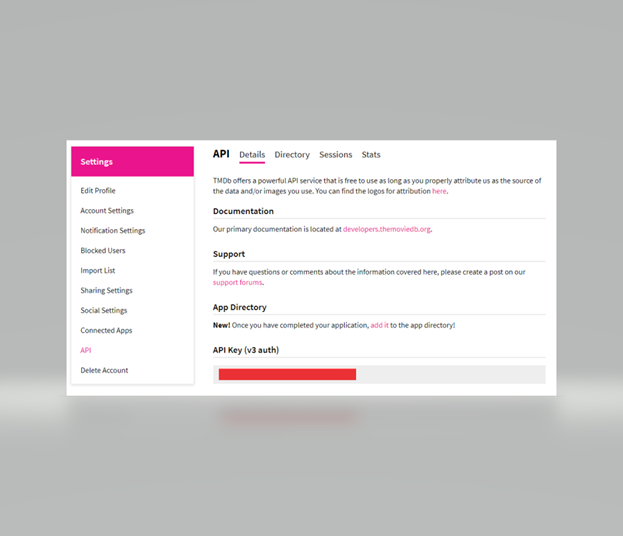 Settings
Edit Profile
Account Settings
Notification Settings
Blocked Users
Import List
Sharing Settings
Social Settings
Connected Apps
API
Delete Account
API Details Directory Sessions Stats
TMDb offers a powerful API service that is free to use as long as you properly attribute us as the source of
the data and/or images you use. You can find the logos for attribution here.
Documentation
Our primary documentation is located at developers.themoviedb.org.
Support
If you have questions or comments about the information covered here, please create a post on our
support forums.
App Directory
New! Once you have completed your application, add it to the app directory!
API Key (v3 auth)